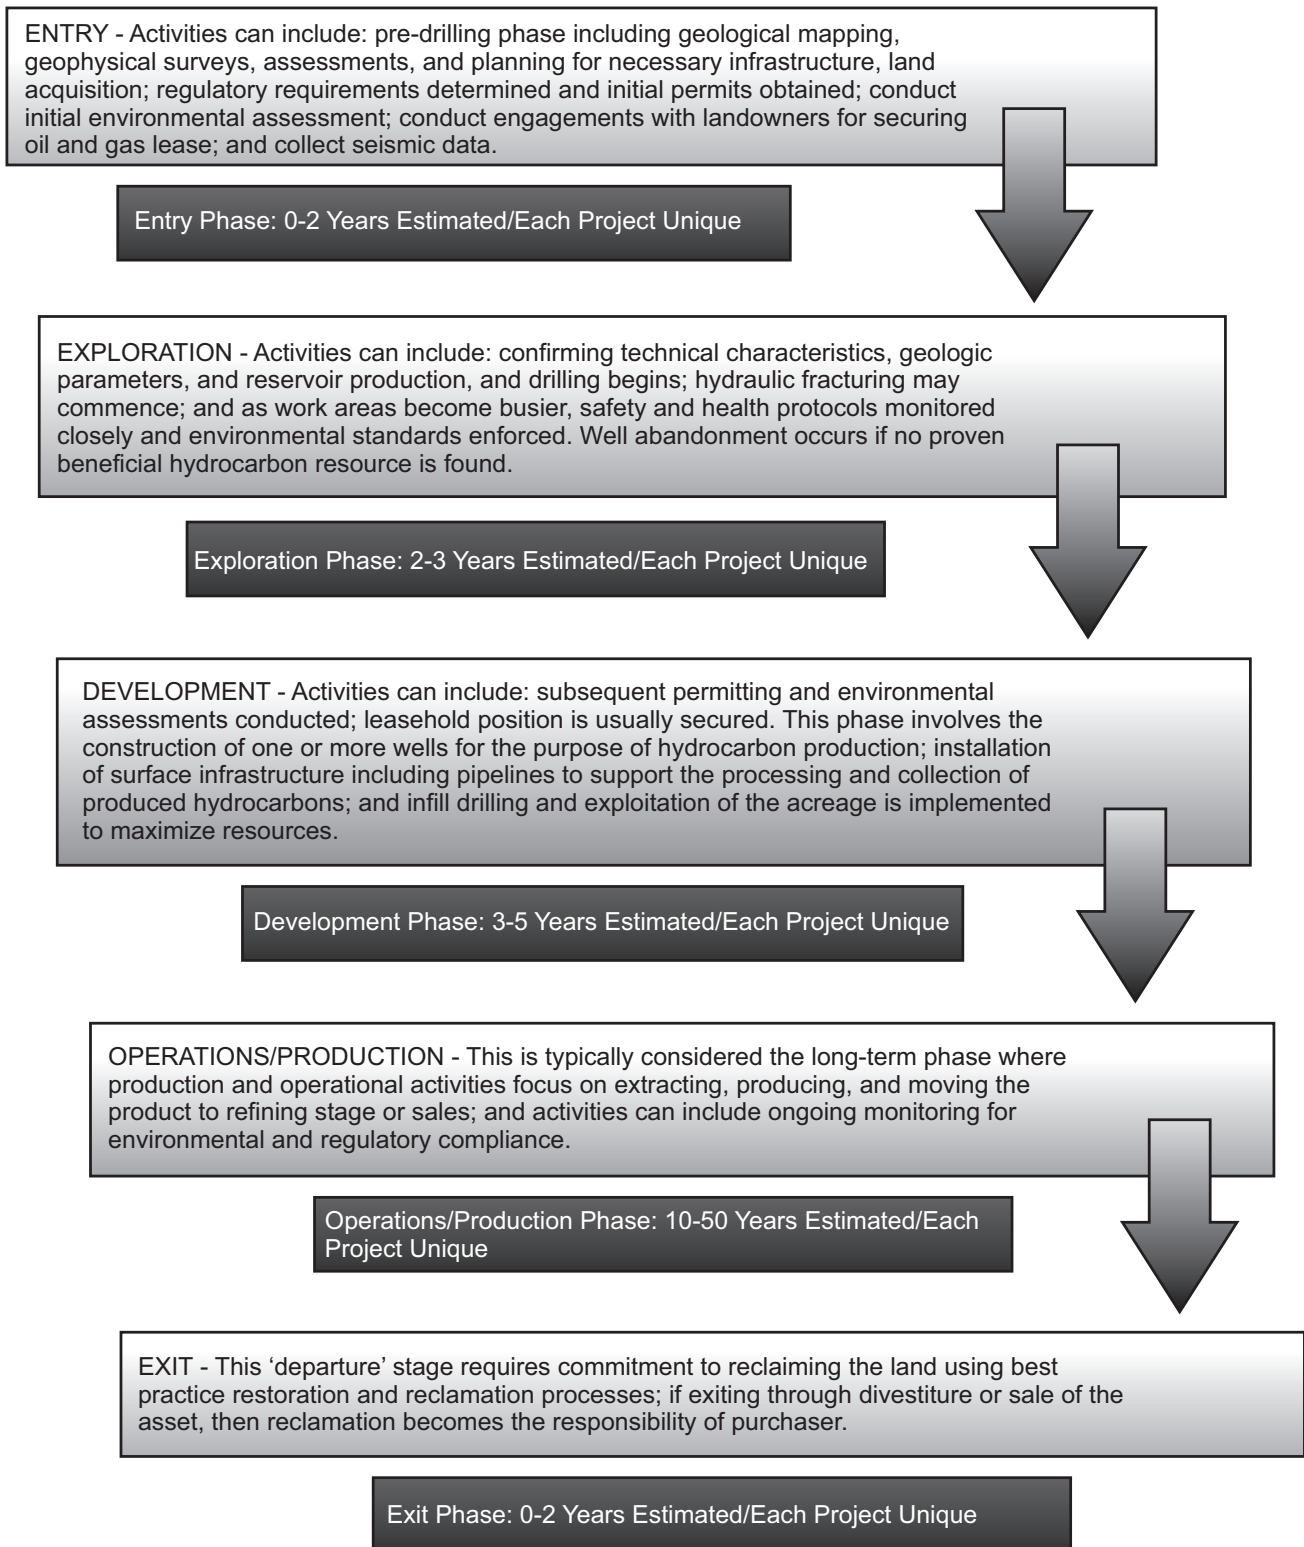 ENTRY - Activities can include: pre-drilling phase including geological mapping,
geophysical surveys, assessments, and planning for necessary infrastructure, land
acquisition; regulatory requirements determined and initial permits obtained; conduct
initial environmental assessment; conduct engagements with landowners for securing
oil and gas lease; and collect seismic data.
Entry Phase: 0-2 Years Estimated/Each Project Unique
EXPLORATION - Activities can include: confirming technical characteristics, geologic
parameters, and reservoir production, and drilling begins; hydraulic fracturing may
commence; and as work areas become busier, safety and health protocols monitored
closely and environmental standards enforced. Well abandonment occurs if no proven
beneficial hydrocarbon resource is found.
Exploration Phase: 2-3 Years Estimated/Each Project Unique
DEVELOPMENT - Activities can include: subsequent permitting and environmental
assessments conducted; leasehold position is usually secured. This phase involves the
construction of one or more wells for the purpose of hydrocarbon production; installation
of surface infrastructure including pipelines to support the processing and collection of
produced hydrocarbons; and infill drilling and exploitation of the acreage is implemented
to maximize resources.
Development Phase: 3-5 Years Estimated/Each Project Unique
OPERATIONS/PRODUCTION - This is typically considered the long-term phase where
production and operational activities focus on extracting, producing, and moving the
product to refining stage or sales; and activities can include ongoing monitoring for
environmental and regulatory compliance.
Operations/Production Phase: 10-50 Years Estimated/Each
Project Unique
EXIT - This ‘departure’ stage requires commitment to reclaiming the land using best
practice restoration and reclamation processes; if exiting through divestiture or sale of the
asset, then reclamation becomes the responsibility of purchaser.
Exit Phase: 0-2 Years Estimated/Each Project Unique